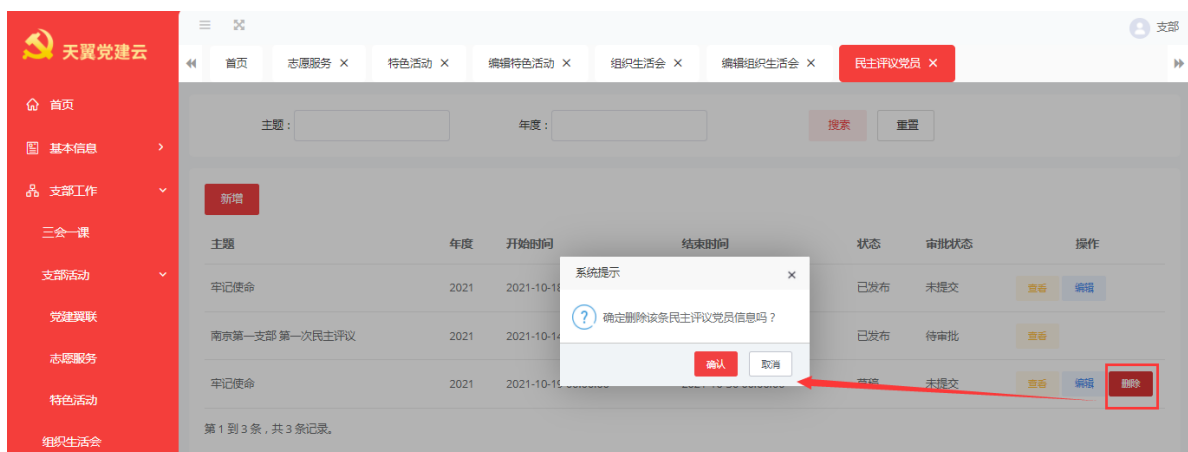 天翼党建云
支部
首页 志愿服务 × 特色活动 × 编辑特色活动 × 组织生活会 × 编辑组织生活会 × 民主评议党员 ×
首页
基本信息
支部工作
三会一课
支部活动
党建翼联
志愿服务
特色活动
组织生活会
主题： 年度： 搜索 重置
新增
主题 年度 开始时间 结束时间 状态 审批状态 操作
牢记使命 2021 2021-10-18 已发布 未提交 查看 编辑
南京第一支部 第一次民主评议 2021 2021-10-14 已发布 待审批 查看
牢记使命 2021 2021-10-19 草稿 未提交 查看 编辑 删除
第 1 到 3 条，共 3 条记录。
系统提示 ×
确定删除该条民主评议党员信息吗？
确认 取消